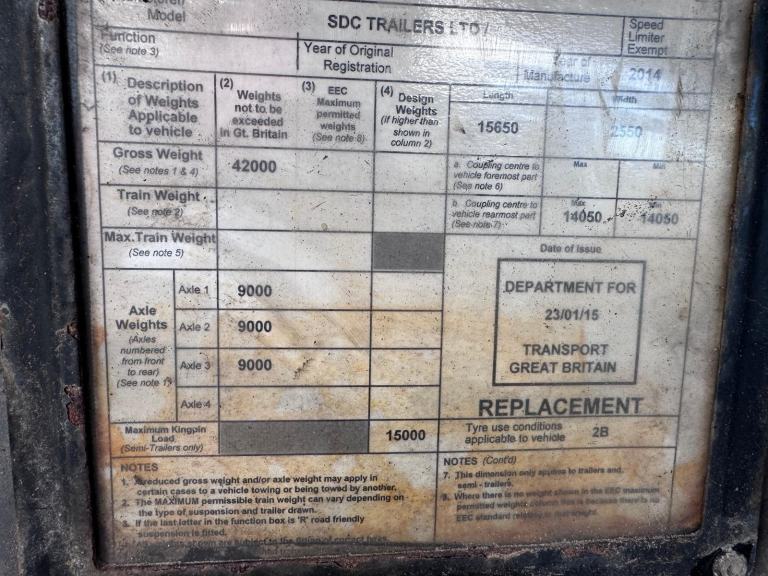 Model
SDC TRAILERS LTD /
Speed
Limiter
Exempt
Function
(See note 3)
Year of Original
Registration
Year of
Manufacture
2014
(1) Description
of Weights
Applicable
to vehicle
(2) Weights
not to be
exceeded
in Gt. Britain
(3) EEC
Maximum
permitted
weights
(See note 8)
(4) Design
Weights
(if higher than
shown in
column 2)
Length
15650
Width
2550
Gross Weight
(See notes 1 & 4)
42000
a. Coupling centre to
vehicle foremost part
(See note 6)
Max
Min
Train Weight
(See note 2)
b. Coupling centre to
vehicle rearmost part
(See note 7)
Max
14050
Min
14050
Max.Train Weight
(See note 5)
Date of Issue
DEPARTMENT FOR
23/01/15
TRANSPORT
GREAT BRITAIN
Axle
Weights
(Axles
numbered
from front
to rear)
(See note 1)
Axle 1
9000
Axle 2
9000
Axle 3
9000
Axle 4
REPLACEMENT
Maximum Kingpin
Load
(Semi-Trailers only)
15000
Tyre use conditions
applicable to vehicle
2B
NOTES
1. A reduced gross weight and/or axle weight may apply in
certain cases to a vehicle towing or being towed by another.
2. The MAXIMUM permissible train weight can vary depending on
the type of suspension and trailer drawn.
3. If the last letter in the function box is 'R' road friendly
suspension is fitted.
NOTES (Cont'd)
7. This dimension only applies to trailers and
semi - trailers.
8. Where there is no weight shown in the EEC maximum
permitted weights column this is because there is no
EEC standard